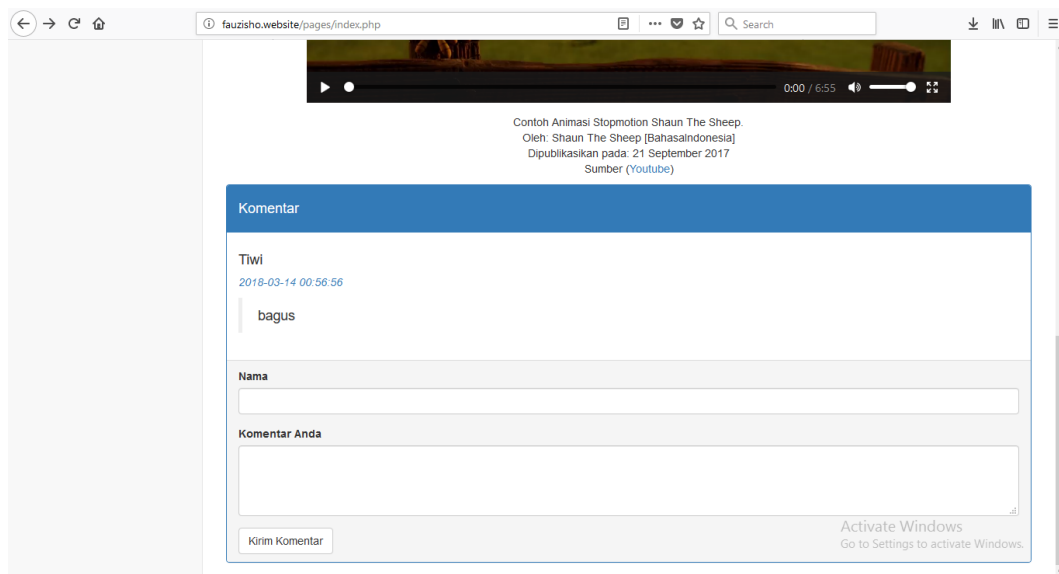 fauzisho.website/pages/index.php
Search
0:00 / 6:55
Contoh Animasi Stopmotion Shaun The Sheep.
Oleh: Shaun The Sheep [BahasaIndonesia]
Dipublikasikan pada: 21 September 2017
Sumber (Youtube)
Komentar
Tiwi
2018-03-14 00:56:56
bagus
Nama
Komentar Anda
Kirim Komentar
Activate Windows
Go to Settings to activate Windows.